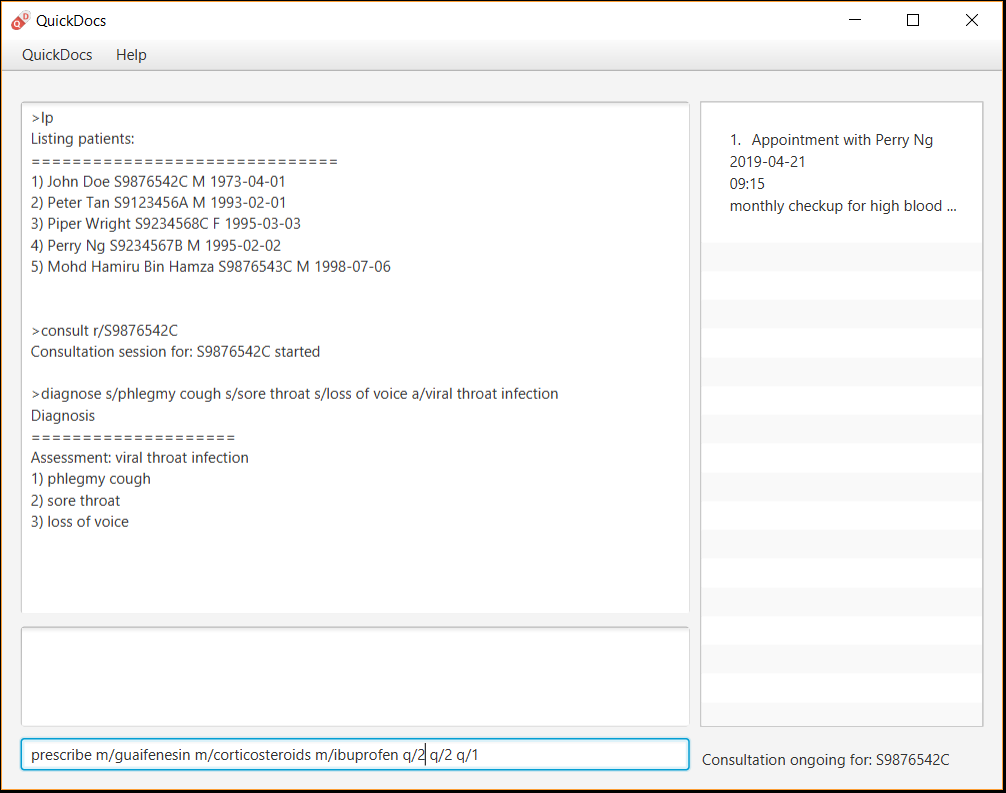 QuickDocs
QuickDocs Help
>lp
Listing patients:
==============================
1) John Doe S9876542C M 1973-04-01
2) Peter Tan S9123456A M 1993-02-01
3) Piper Wright S9234568C F 1995-03-03
4) Perry Ng S9234567B M 1995-02-02
5) Mohd Hamiru Bin Hamza S9876543C M 1998-07-06
>consult r/S9876542C
Consultation session for: S9876542C started
>diagnose s/phlegmy cough s/sore throat s/loss of voice a/viral throat infection
Diagnosis
====================
Assessment: viral throat infection
1) phlegmy cough
2) sore throat
3) loss of voice
prescribe m/guaifenesin m/corticosteroids m/ibuprofen q/2 q/2 q/1
1. Appointment with Perry Ng
2019-04-21
09:15
monthly checkup for high blood ...
Consultation ongoing for: S9876542C